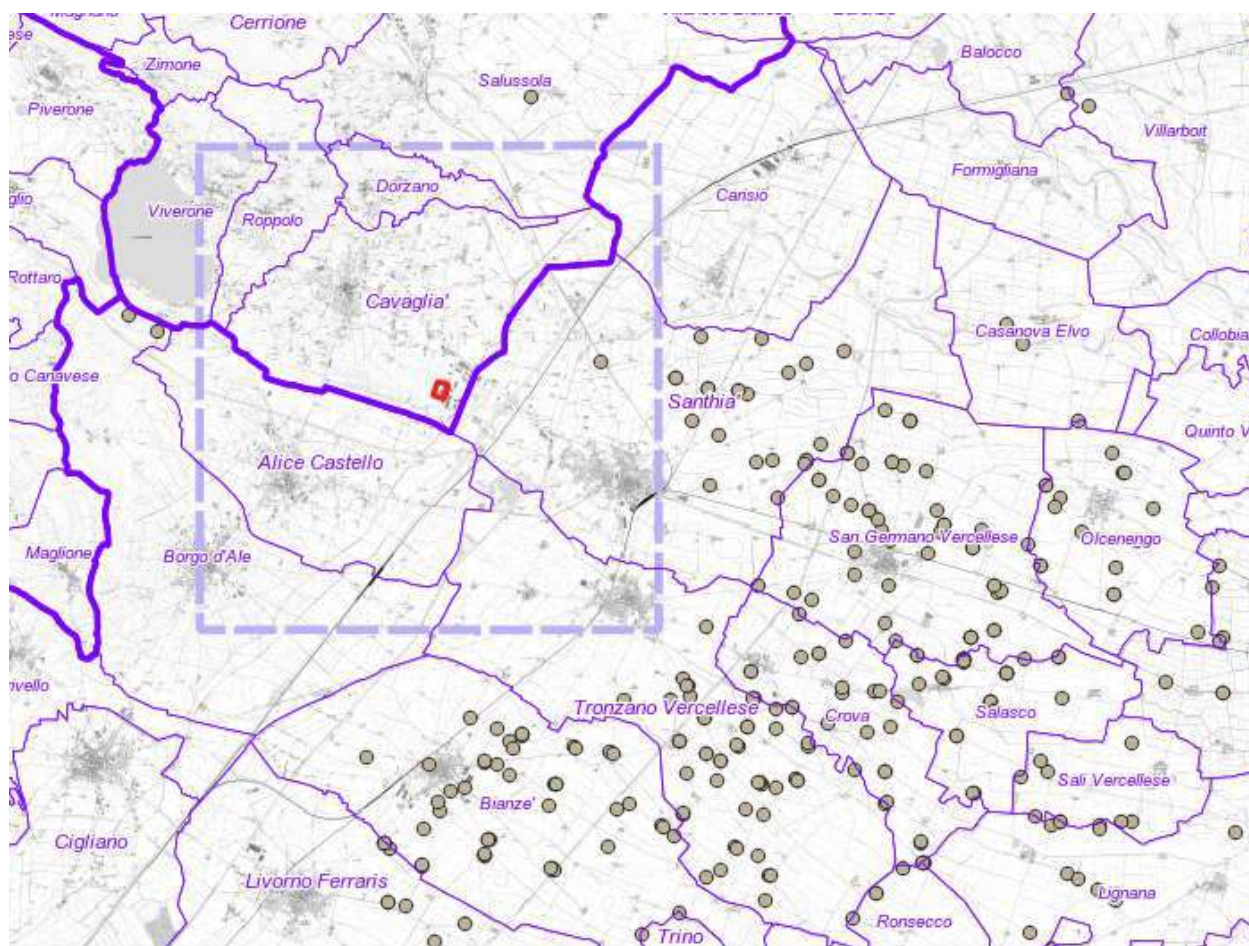 Cerrione
Zimone
Salussola
Balocco
Piverone
Villarboit
Dorzano
Formigliana
Viverone
Roppolo
Carisio
Rottaro
Cavaglia'
Casanova Elvo
Santhia'
Alice Castello
Olcenengo
San Germano Vercellese
Maglione
Borgo d'Ale
Tronzano Vercellese
Crova
Salasco
Sali Vercellese
Bianze'
Cigliano
Livorno Ferraris
Lignana
Ronsecco
Trino